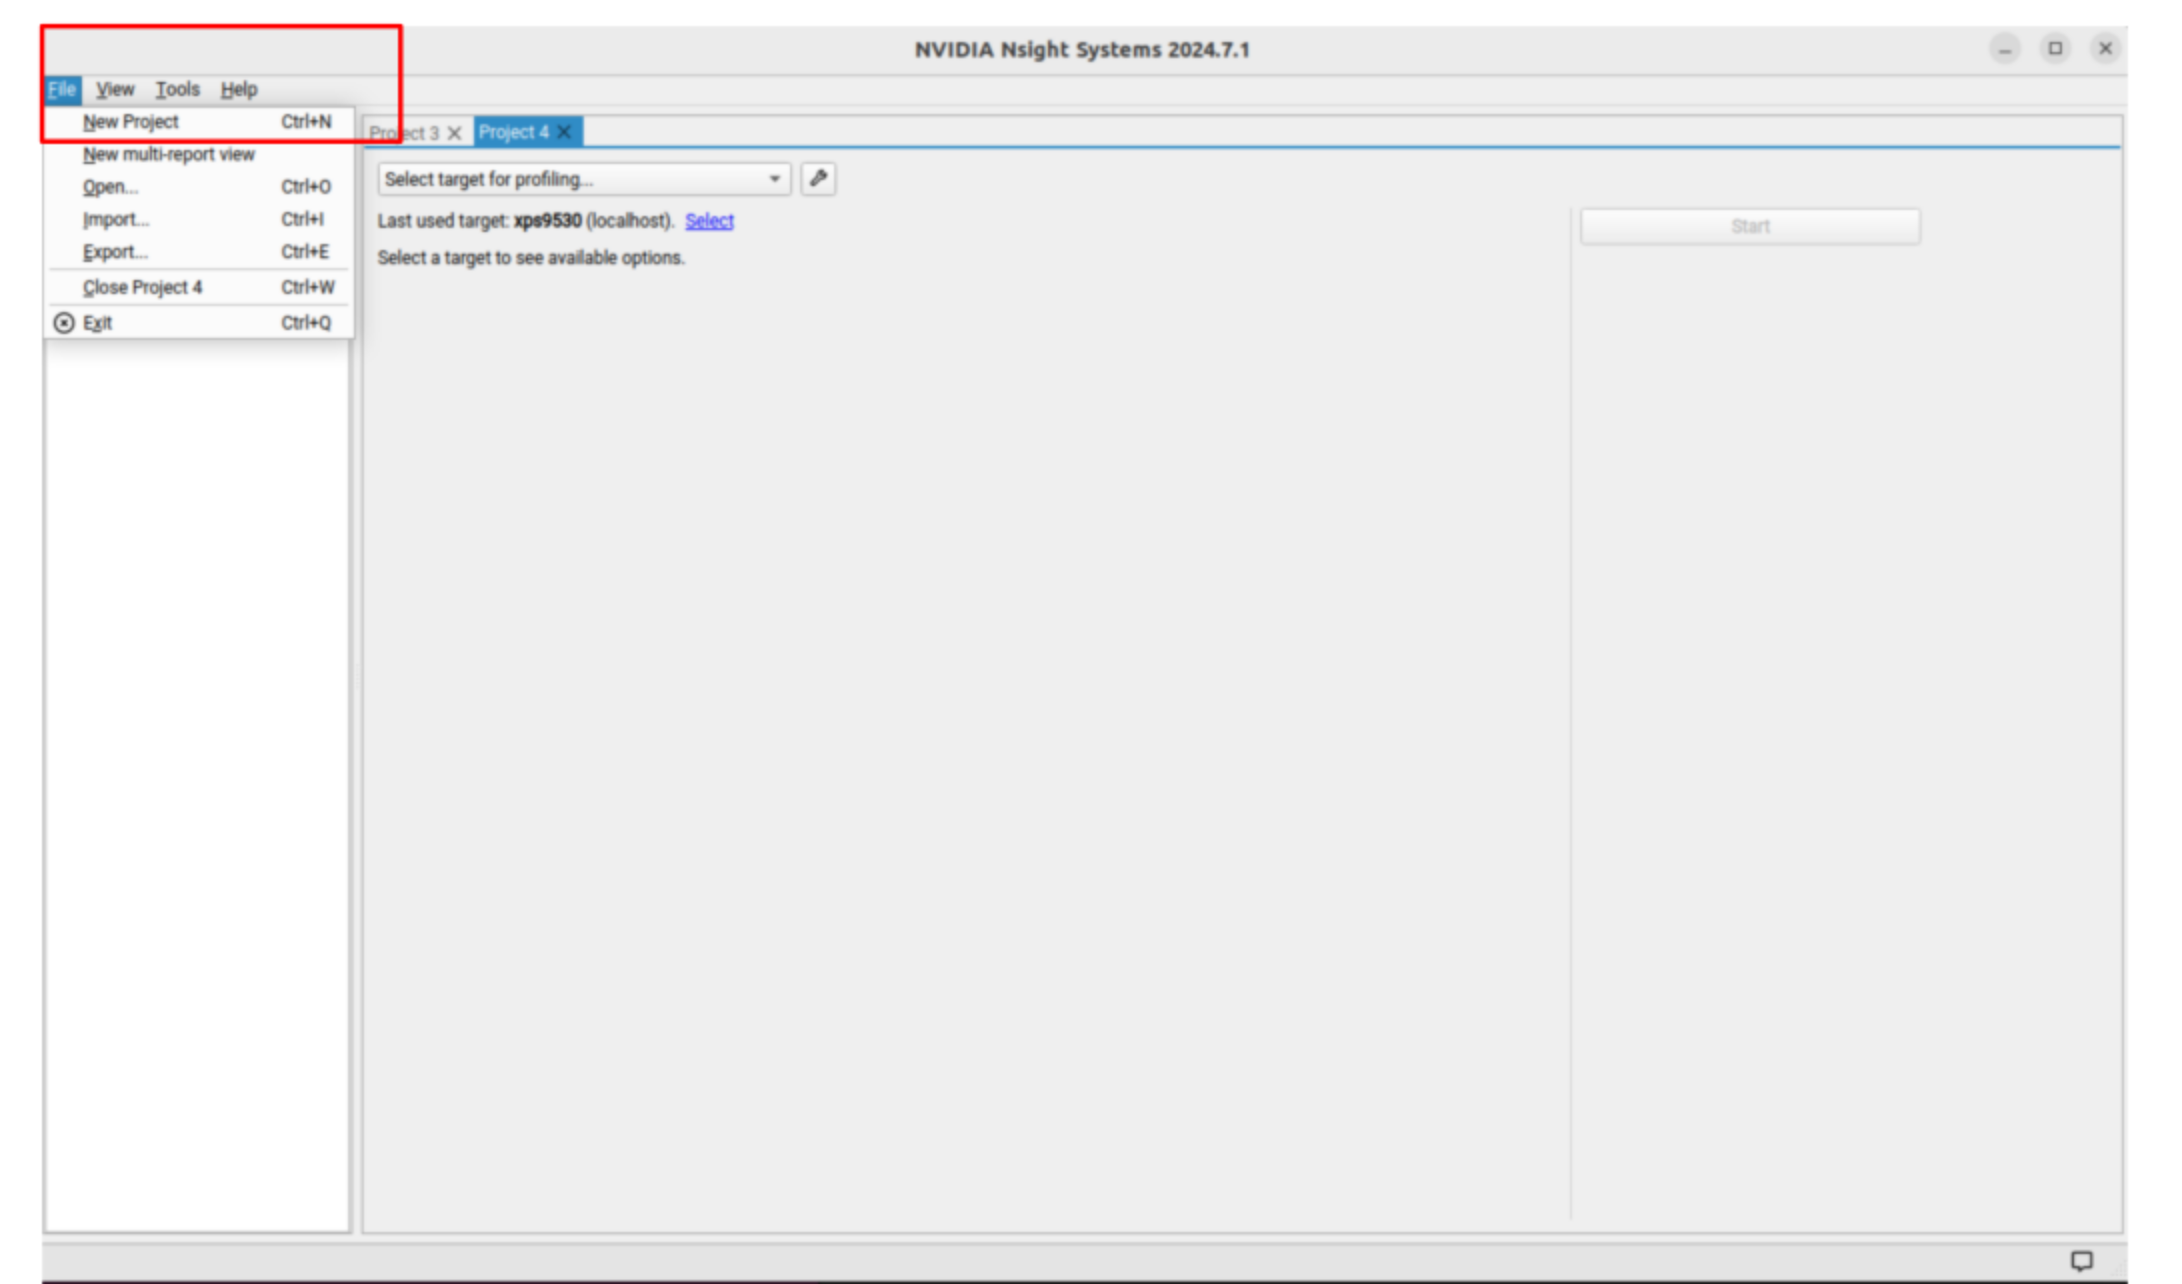 NVIDIA Nsight Systems 2024.7.1
File View Tools Help
New Project Ctrl+N
New multi-report view
Open... Ctrl+O
Import... Ctrl+I
Export... Ctrl+E
Close Project 4 Ctrl+W
Exit Ctrl+Q
Project 3 Project 4
Select target for profiling...
Last used target: xps9530 (localhost). Select
Select a target to see available options.
Start